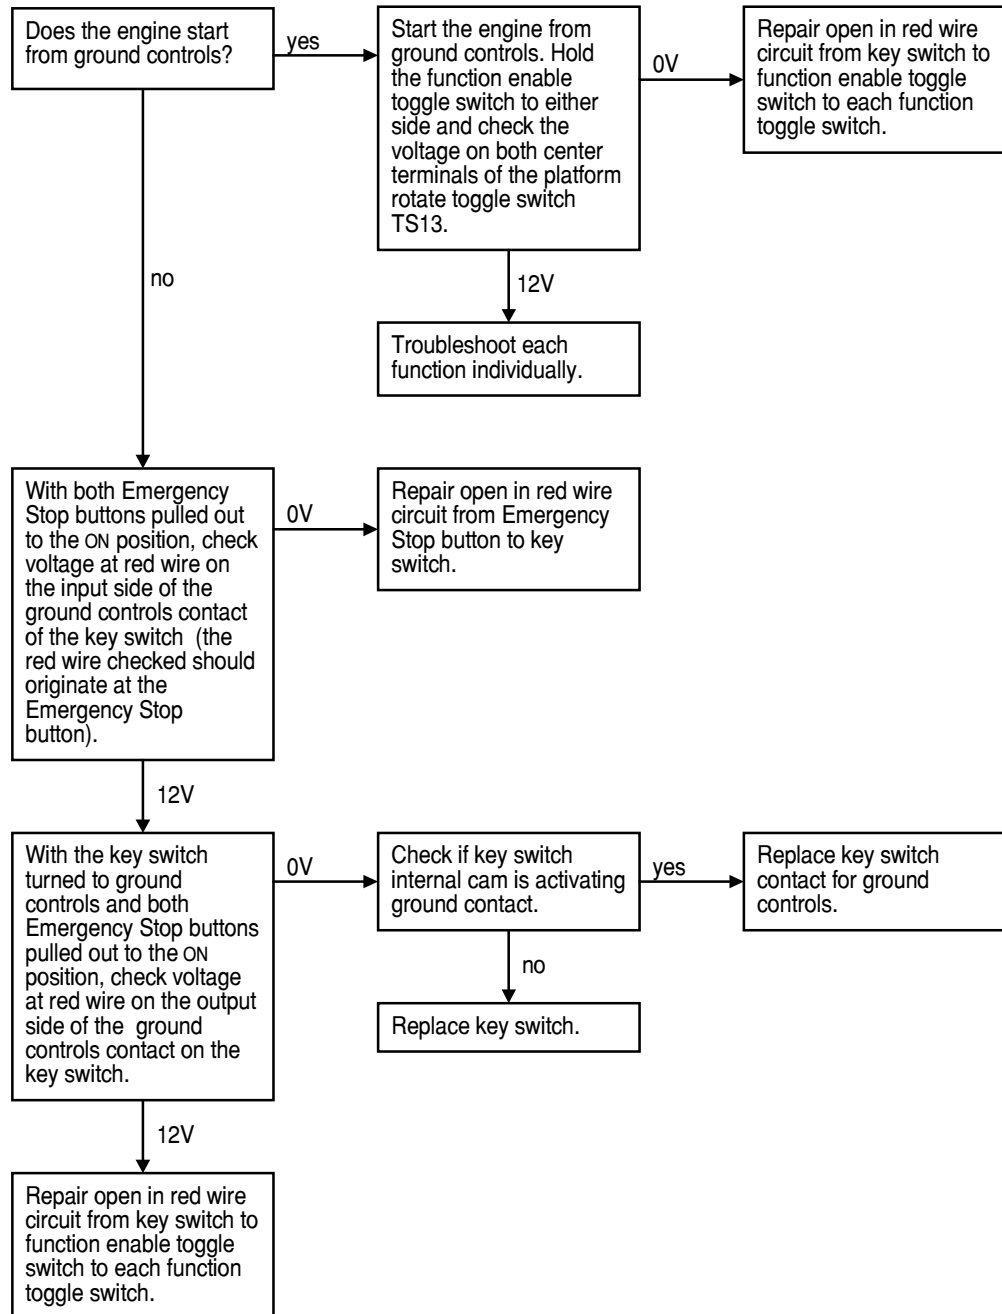 Does the engine start
from ground controls?
yes
Start the engine from
ground controls. Hold
the function enable
toggle switch to either
side and check the
voltage on both center
terminals of the platform
rotate toggle switch
TS13.
0V
Repair open in red wire
circuit from key switch to
function enable toggle
switch to each function
toggle switch.
no
12V
Troubleshoot each
function individually.
With both Emergency
Stop buttons pulled out
to the ON position, check
voltage at red wire on
the input side of the
ground controls contact
of the key switch (the
red wire checked should
originate at the
Emergency Stop
button).
0V
Repair open in red wire
circuit from Emergency
Stop button to key
switch.
12V
With the key switch
turned to ground
controls and both
Emergency Stop buttons
pulled out to the ON
position, check voltage
at red wire on the output
side of the ground
controls contact on the
key switch.
0V
Check if key switch
internal cam is activating
ground contact.
yes
Replace key switch
contact for ground
controls.
no
Replace key switch.
12V
Repair open in red wire
circuit from key switch to
function enable toggle
switch to each function
toggle switch.